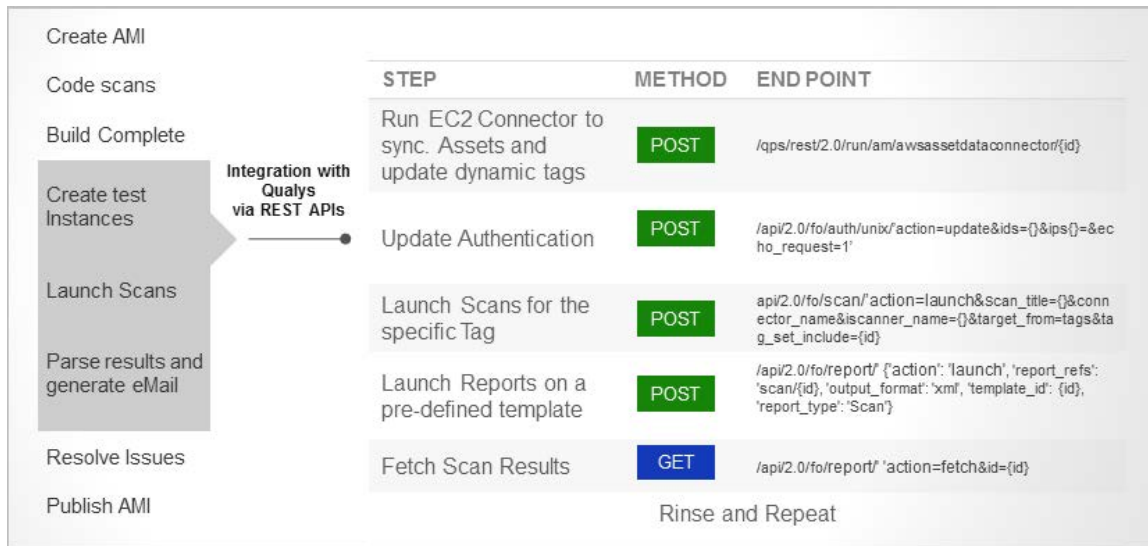 Create AMI
Code scans
Build Complete
Create test
Instances
Launch Scans
Parse results and
generate eMail
Resolve Issues
Publish AMI
Integration with
Qualys
via REST APIs
STEP METHOD END POINT
Run EC2 Connector to
sync. Assets and
update dynamic tags
POST
/qps/rest/2.0/run/am/awsassetdataconnector/{id}
Update Authentication
POST
/api/2.0/fo/auth/unix/'action=update&ids={}&ips{}=&ec
ho_request=1'
Launch Scans for the
specific Tag
POST
api/2.0/fo/scan/'action=launch&scan_title={}&conn
ector_name&iscanner_name={}&target_from=tags&ta
g_set_include={id}
Launch Reports on a
pre-defined template
POST
/api/2.0/fo/report/' {'action': 'launch', 'report_refs':
'scan/{id}, 'output_format': 'xml', 'template_id': {id},
'report_type': 'Scan'}
Fetch Scan Results
GET
/api/2.0/fo/report/' 'action=fetch&id={id}
Rinse and Repeat